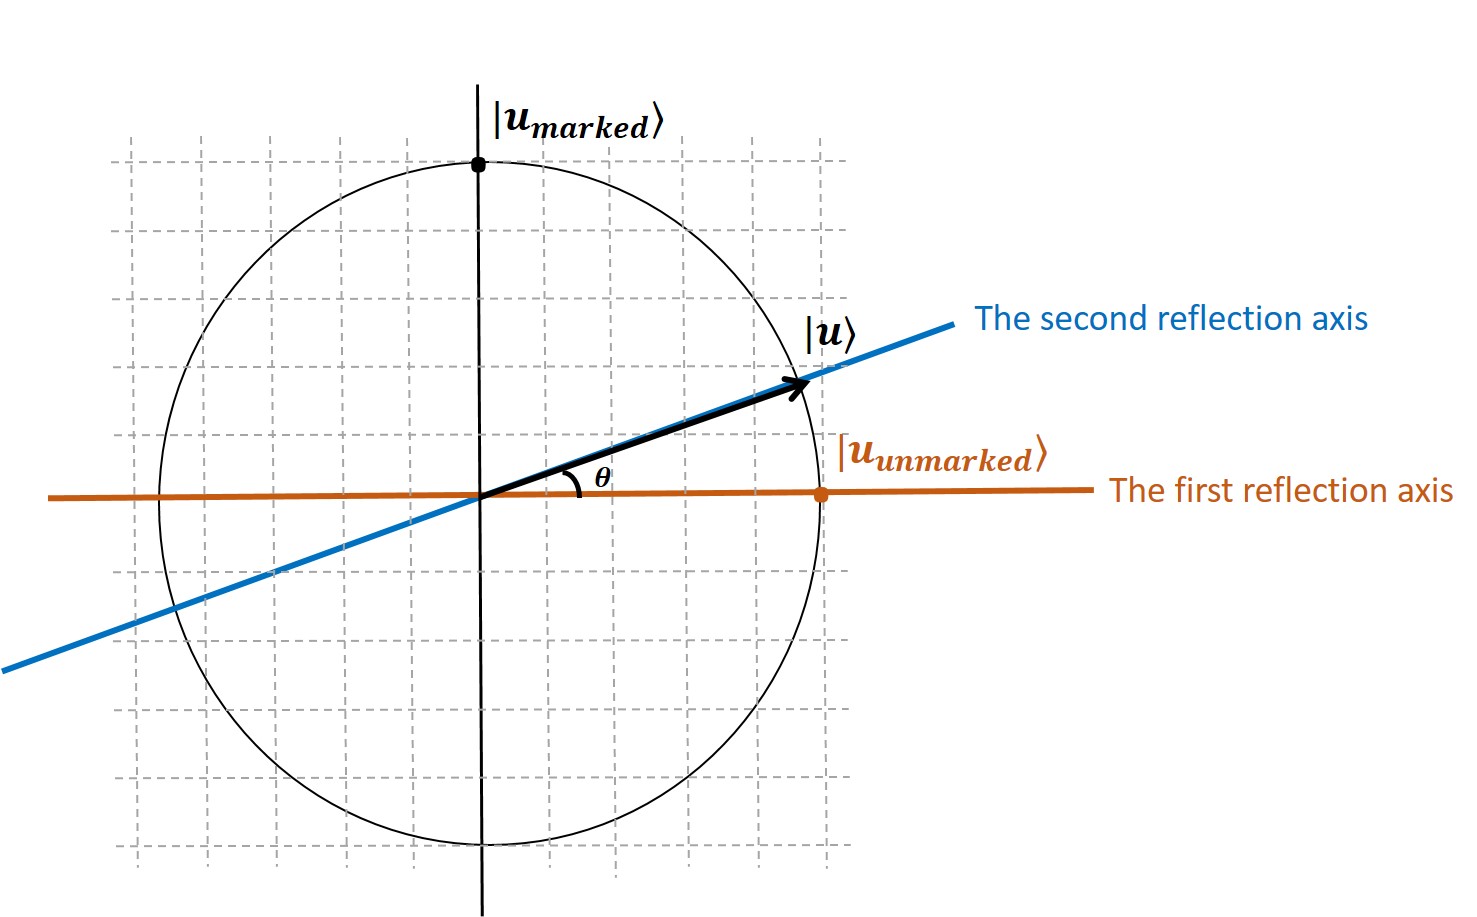 |u_marked⟩
The second reflection axis
|u⟩
|u_unmarked⟩
θ
The first reflection axis